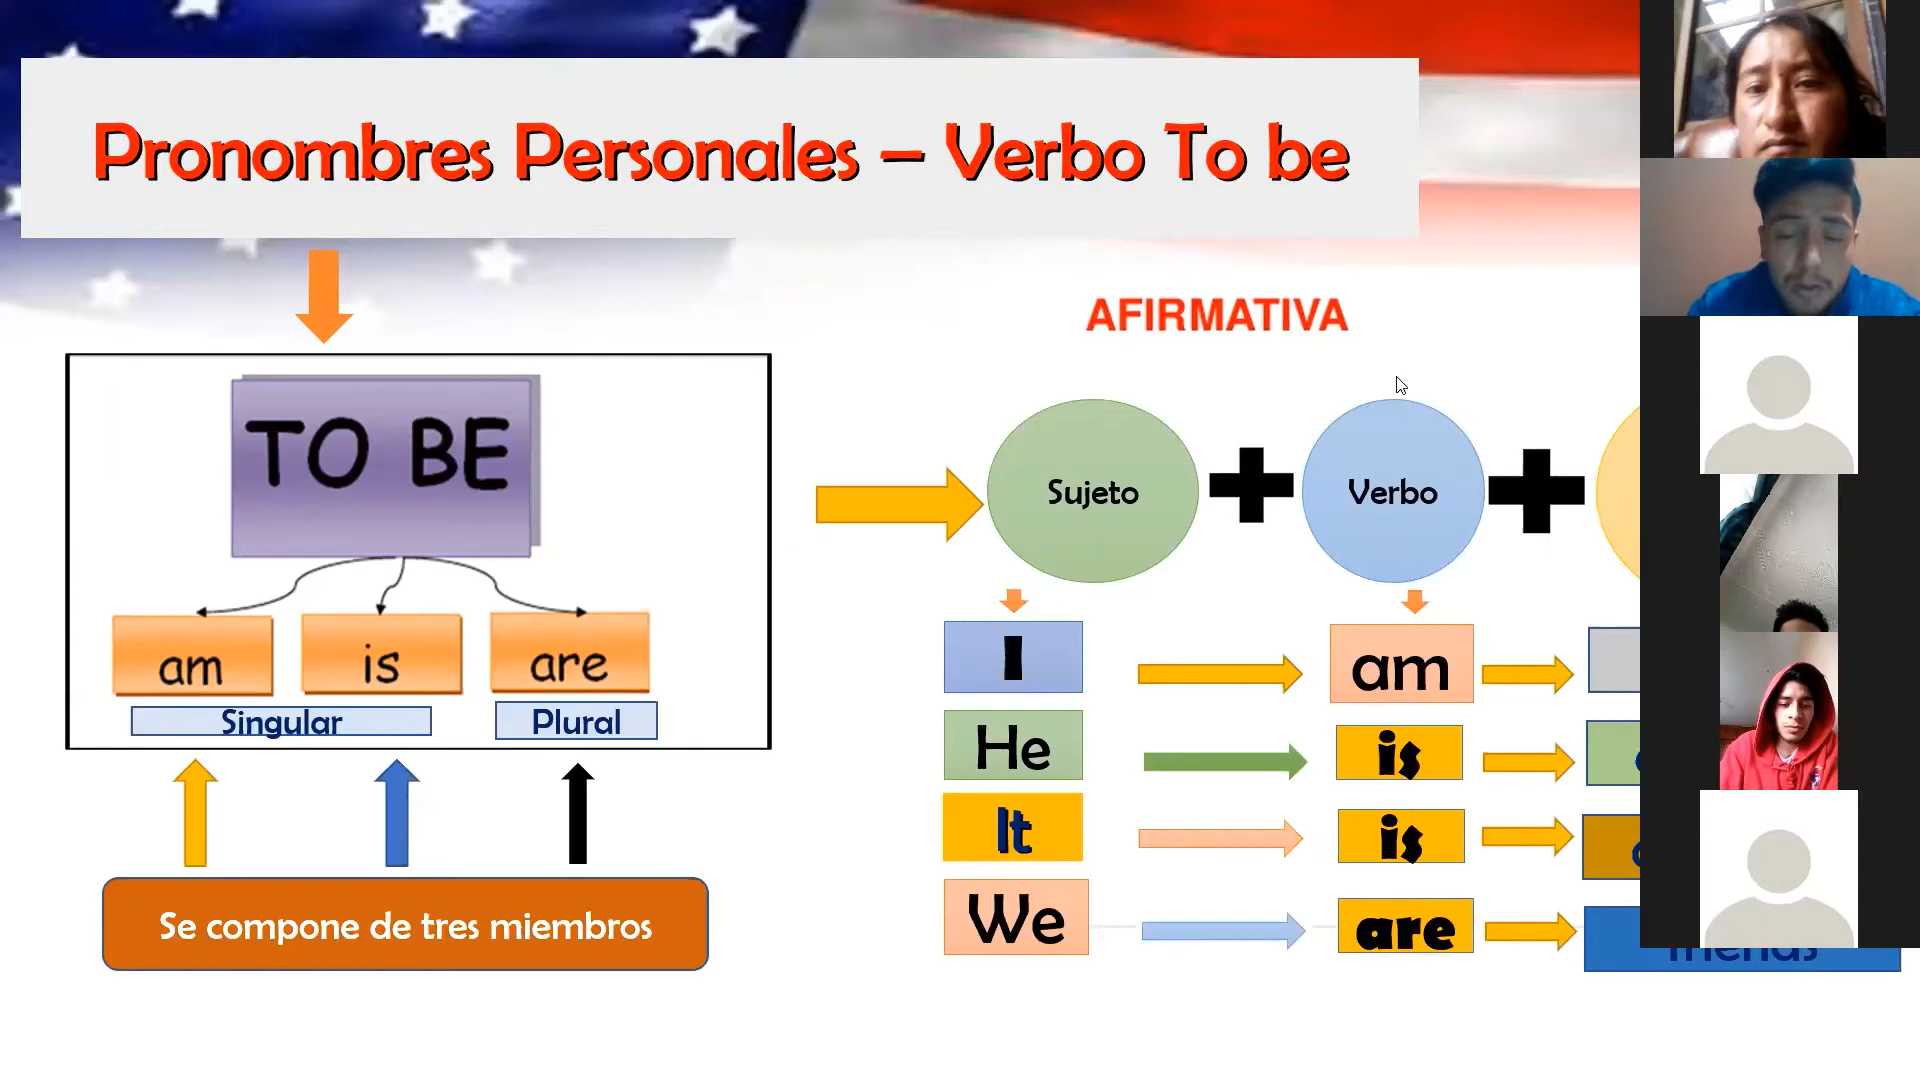 Pronombres Personales – Verbo To be
AFIRMATIVA
TO BE
am is are
Singular Plural
Se compone de tres miembros
Sujeto + Verbo +
I am
He is
It is
We are
friends